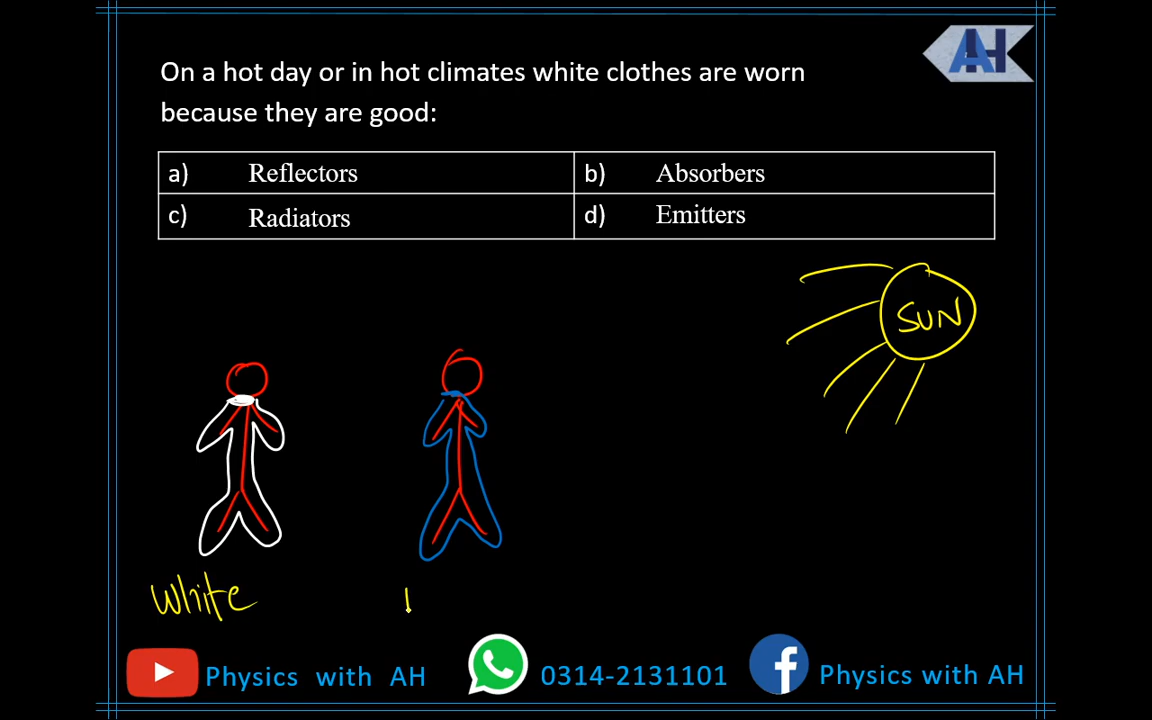 AH
On a hot day or in hot climates white clothes are worn
because they are good:
a) Reflectors b) Absorbers
c) Radiators d) Emitters
SUN
White
Physics with AH 0314-2131101 Physics with AH